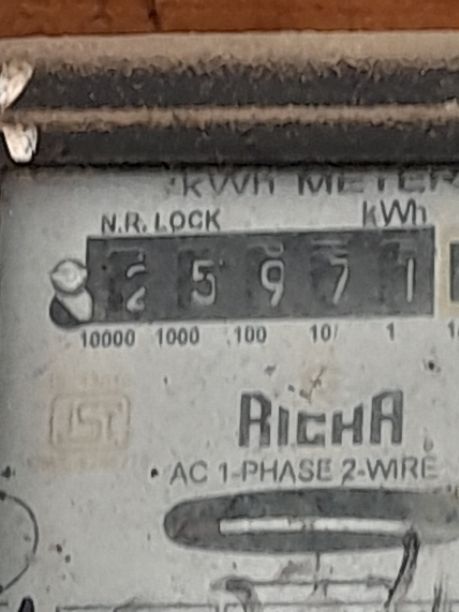 kWh METER
N.R. LOCK kWh
2 5 9 7 1
10000 1000 100 10 1
ISI
RICHA
AC 1-PHASE 2-WIRE